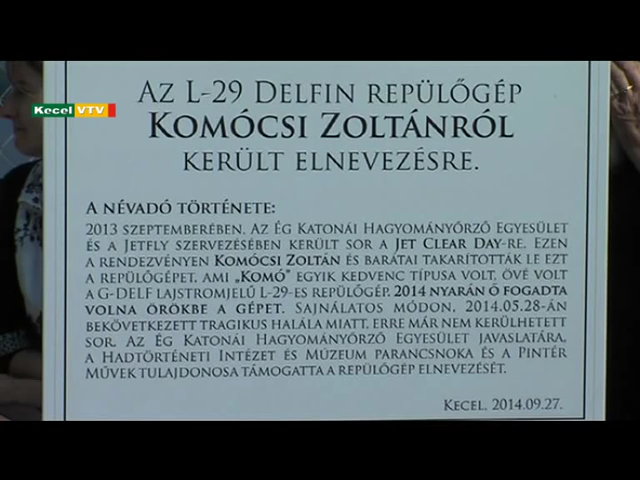 Kecel VTV
Az L-29 Delfin repülőgép
Komócsi Zoltánról
került elnevezésre.
A névadó története:
2013 szeptemberében, Az Ég Katonái Hagyományőrző Egyesület
és a Jetfly szervezésében került sor a Jet Clear Day-re. Ezen
a rendezvényen Komócsi Zoltán és barátai takarították le ezt
a repülőgépet, ami „Komó” egyik kedvenc típusa volt, övé volt
a G-DELF lajstromjelű L-29-es repülőgép. 2014 nyarán ő fogadta
volna örökbe a gépet. Sajnálatos módon, 2014.05.28-án
bekövetkezett tragikus halála miatt, erre már nem kerülhetett
sor. Az Ég Katonái Hagyományőrző Egyesület javaslatára,
a Hadtörténeti Intézet és Múzeum parancsnoka és a Pintér
Művek tulajdonosa támogatta a repülőgép elnevezését.
Kecel, 2014.09.27.